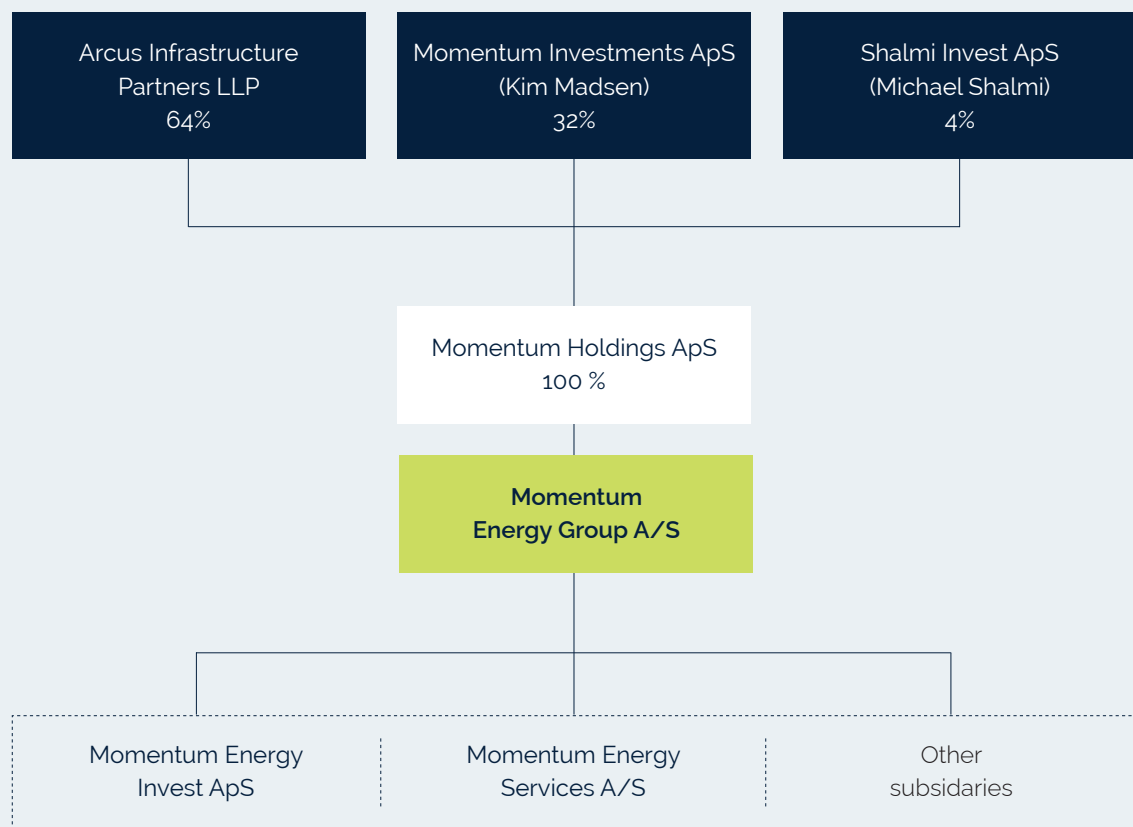 Arcus Infrastructure
Partners LLP
64%
Momentum Investments ApS
(Kim Madsen)
32%
Shalmi Invest ApS
(Michael Shalmi)
4%
Momentum Holdings ApS
100 %
Momentum
Energy Group A/S
Momentum Energy
Invest ApS
Momentum Energy
Services A/S
Other
subsidaries